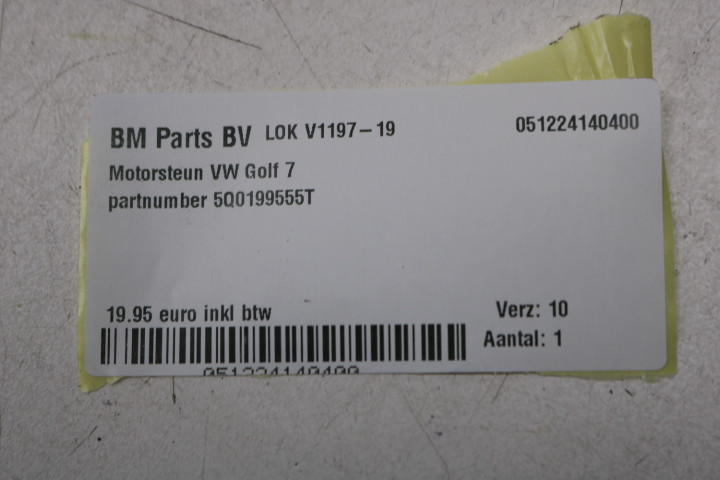 BM Parts BV LOK V1197-19 051224140400
Motorsteun VW Golf 7
partnumber 5Q0199555T
19.95 euro inkl btw Verz: 10
Aantal: 1
051224140400